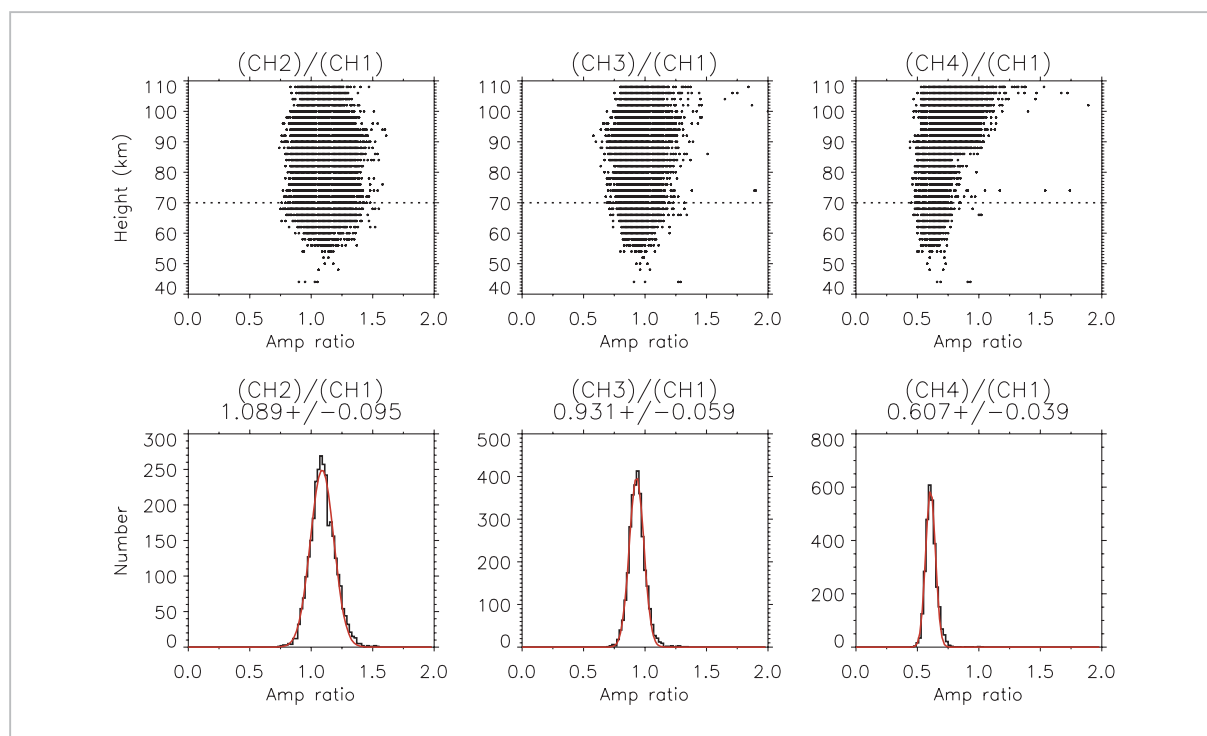 (CH2)/(CH1) (CH3)/(CH1) (CH4)/(CH1)
Height (km)
110 110 110
100 100 100
90 90 90
80 80 80
70 70 70
60 60 60
50 50 50
40 40 40
0.0 0.5 1.0 1.5 2.0 0.0 0.5 1.0 1.5 2.0 0.0 0.5 1.0 1.5 2.0
Amp ratio Amp ratio Amp ratio
(CH2)/(CH1) (CH3)/(CH1) (CH4)/(CH1)
1.089+/-0.095 0.931+/-0.059 0.607+/-0.039
Number
300 500 800
250 400 600
200 300 400
150 200 200
100 100 0
50 0
0
0.0 0.5 1.0 1.5 2.0 0.0 0.5 1.0 1.5 2.0 0.0 0.5 1.0 1.5 2.0
Amp ratio Amp ratio Amp ratio